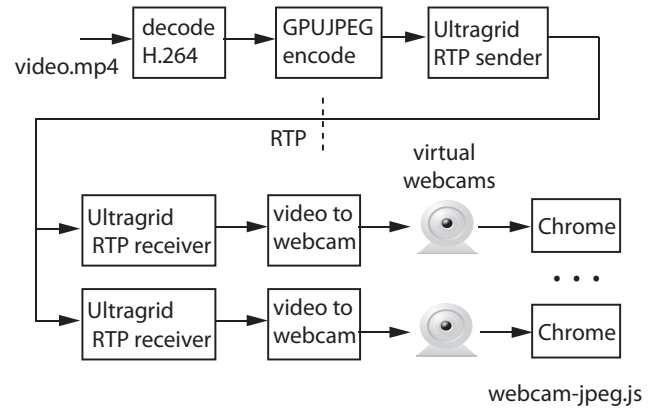 decode
H.264
GPUJPEG
encode
Ultragrid
RTP sender
video.mp4
RTP
virtual
webcams
Ultragrid
RTP receiver
video to
webcam
Chrome
...
Ultragrid
RTP receiver
video to
webcam
Chrome
webcam-jpeg.js